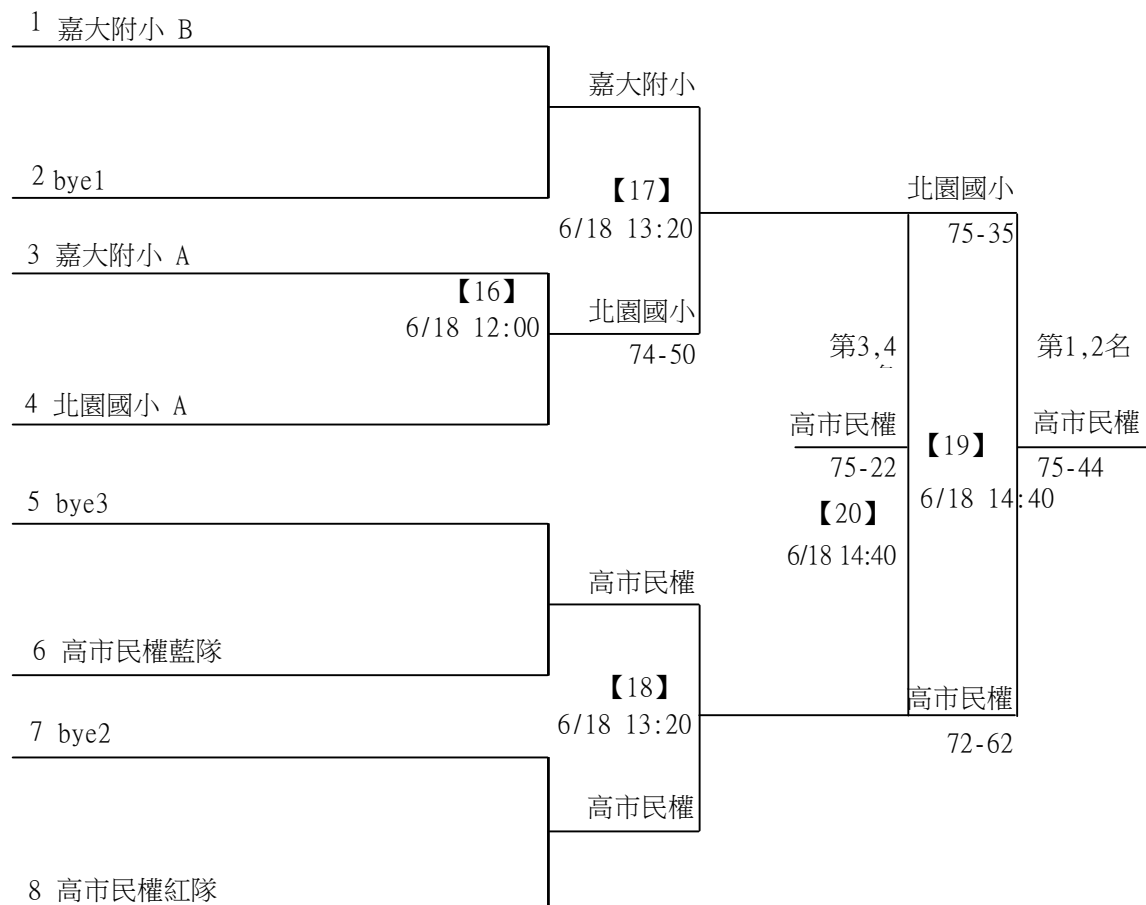 1 嘉大附小 B
嘉大附小
2 bye1
【17】
6/18 13:20
北園國小
75-35
3 嘉大附小 A
【16】
6/18 12:00
北園國小
74-50
第3,4
第1,2名
4 北園國小 A
高市民權
75-22
【20】
6/18 14:40
【19】
6/18 14:40
高市民權
75-44
5 bye3
高市民權
6 高市民權藍隊
【18】
6/18 13:20
高市民權
72-62
7 bye2
高市民權
8 高市民權紅隊